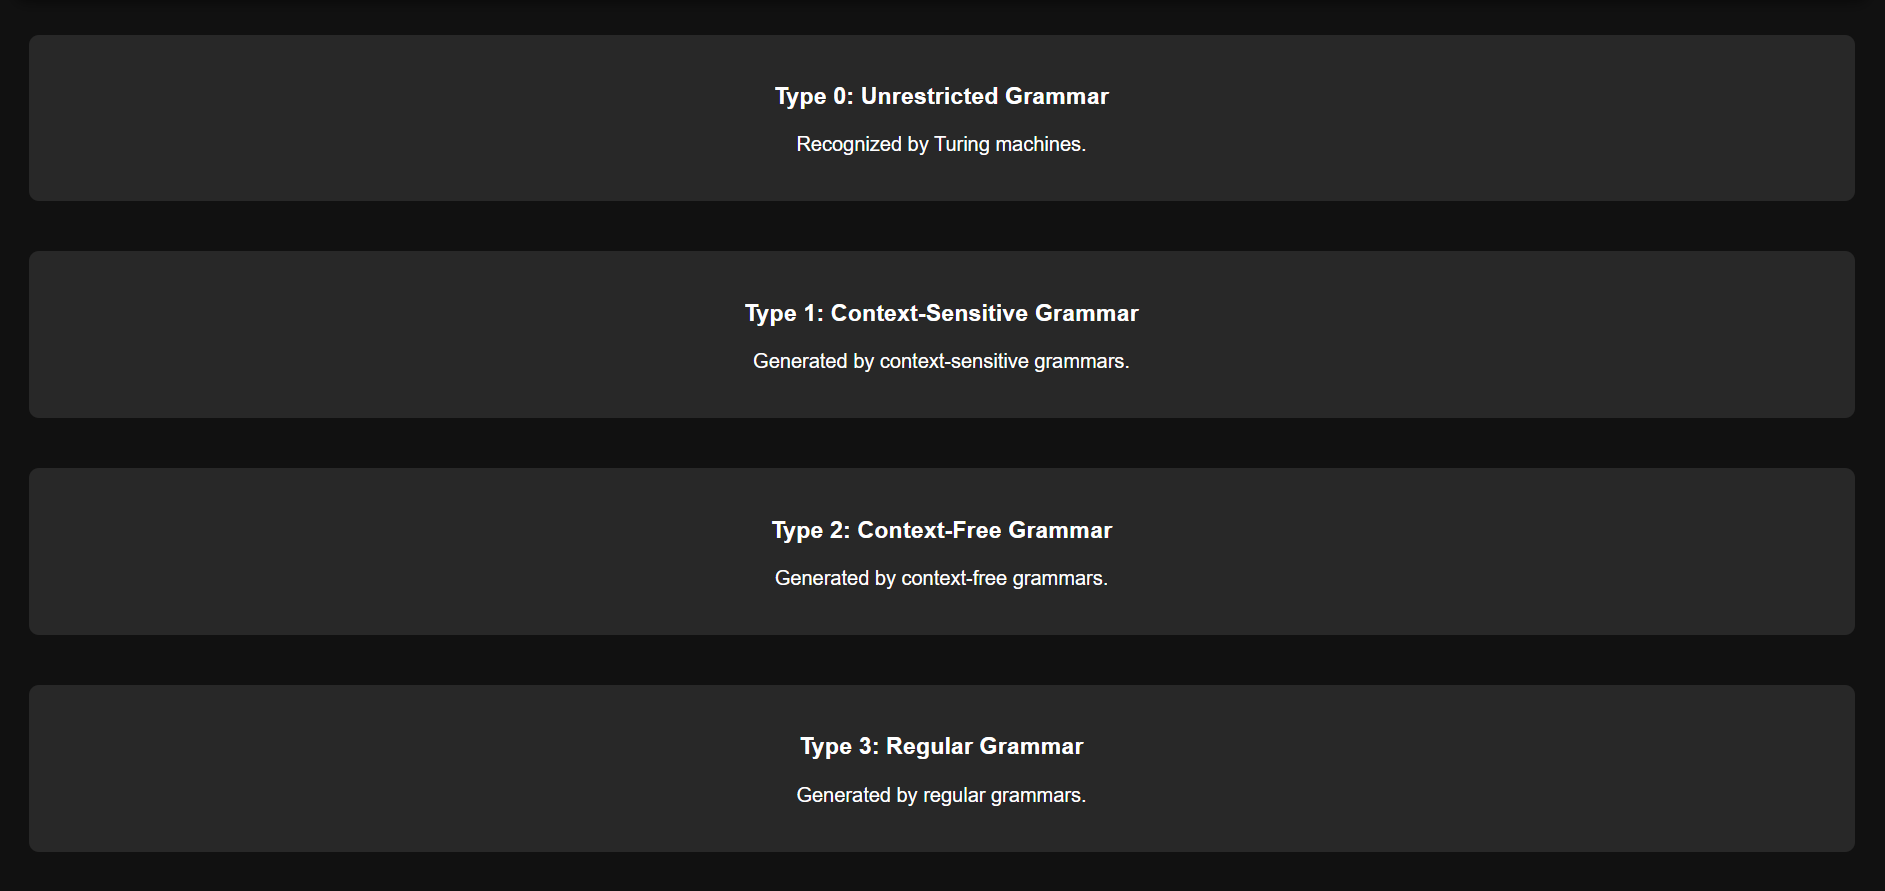 Type 0: Unrestricted Grammar
Recognized by Turing machines.
Type 1: Context-Sensitive Grammar
Generated by context-sensitive grammars.
Type 2: Context-Free Grammar
Generated by context-free grammars.
Type 3: Regular Grammar
Generated by regular grammars.